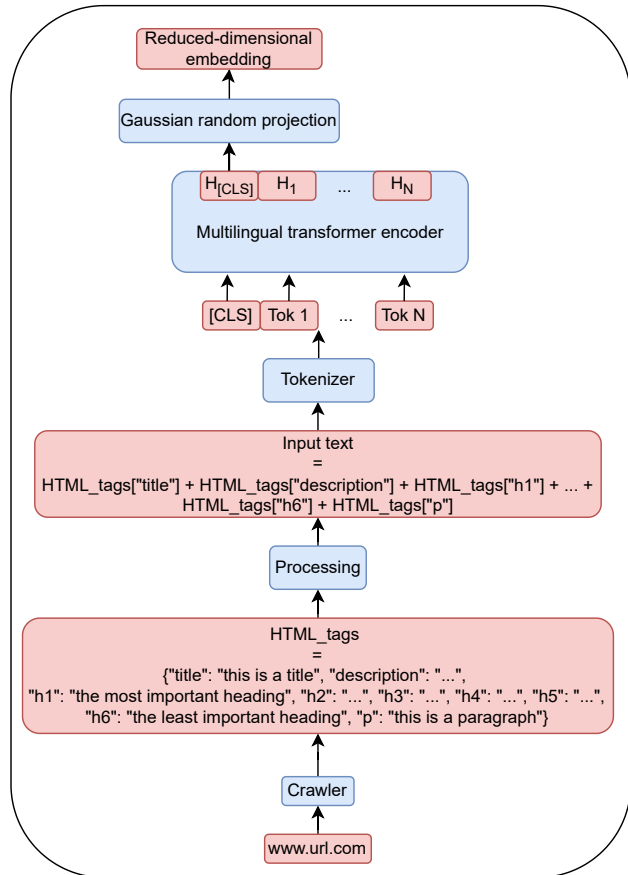 Reduced-dimensional
embedding
Gaussian random projection
H[CLS] H1 ... HN
Multilingual transformer encoder
[CLS] Tok 1 ... Tok N
Tokenizer
Input text
=
HTML_tags["title"] + HTML_tags["description"] + HTML_tags["h1"] + ... +
HTML_tags["h6"] + HTML_tags["p"]
Processing
HTML_tags
=
{"title": "this is a title", "description": "...",
"h1": "the most important heading", "h2": "...", "h3": "...", "h4": "...", "h5": "...",
"h6": "the least important heading", "p": "this is a paragraph"}
Crawler
www.url.com